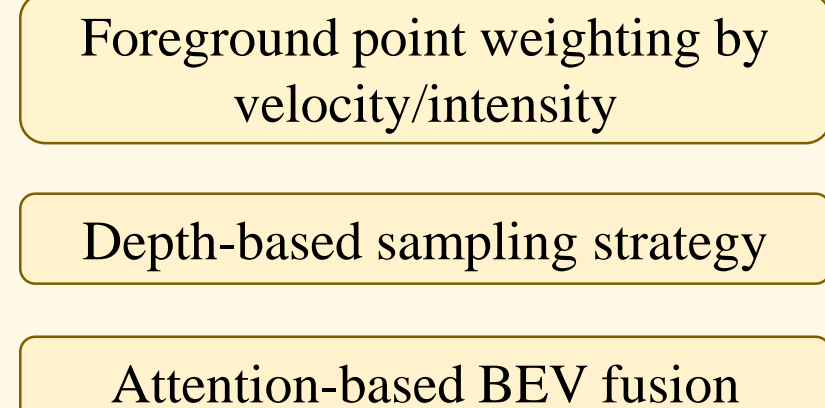 Foreground point weighting by
velocity/intensity
Depth-based sampling strategy
Attention-based BEV fusion